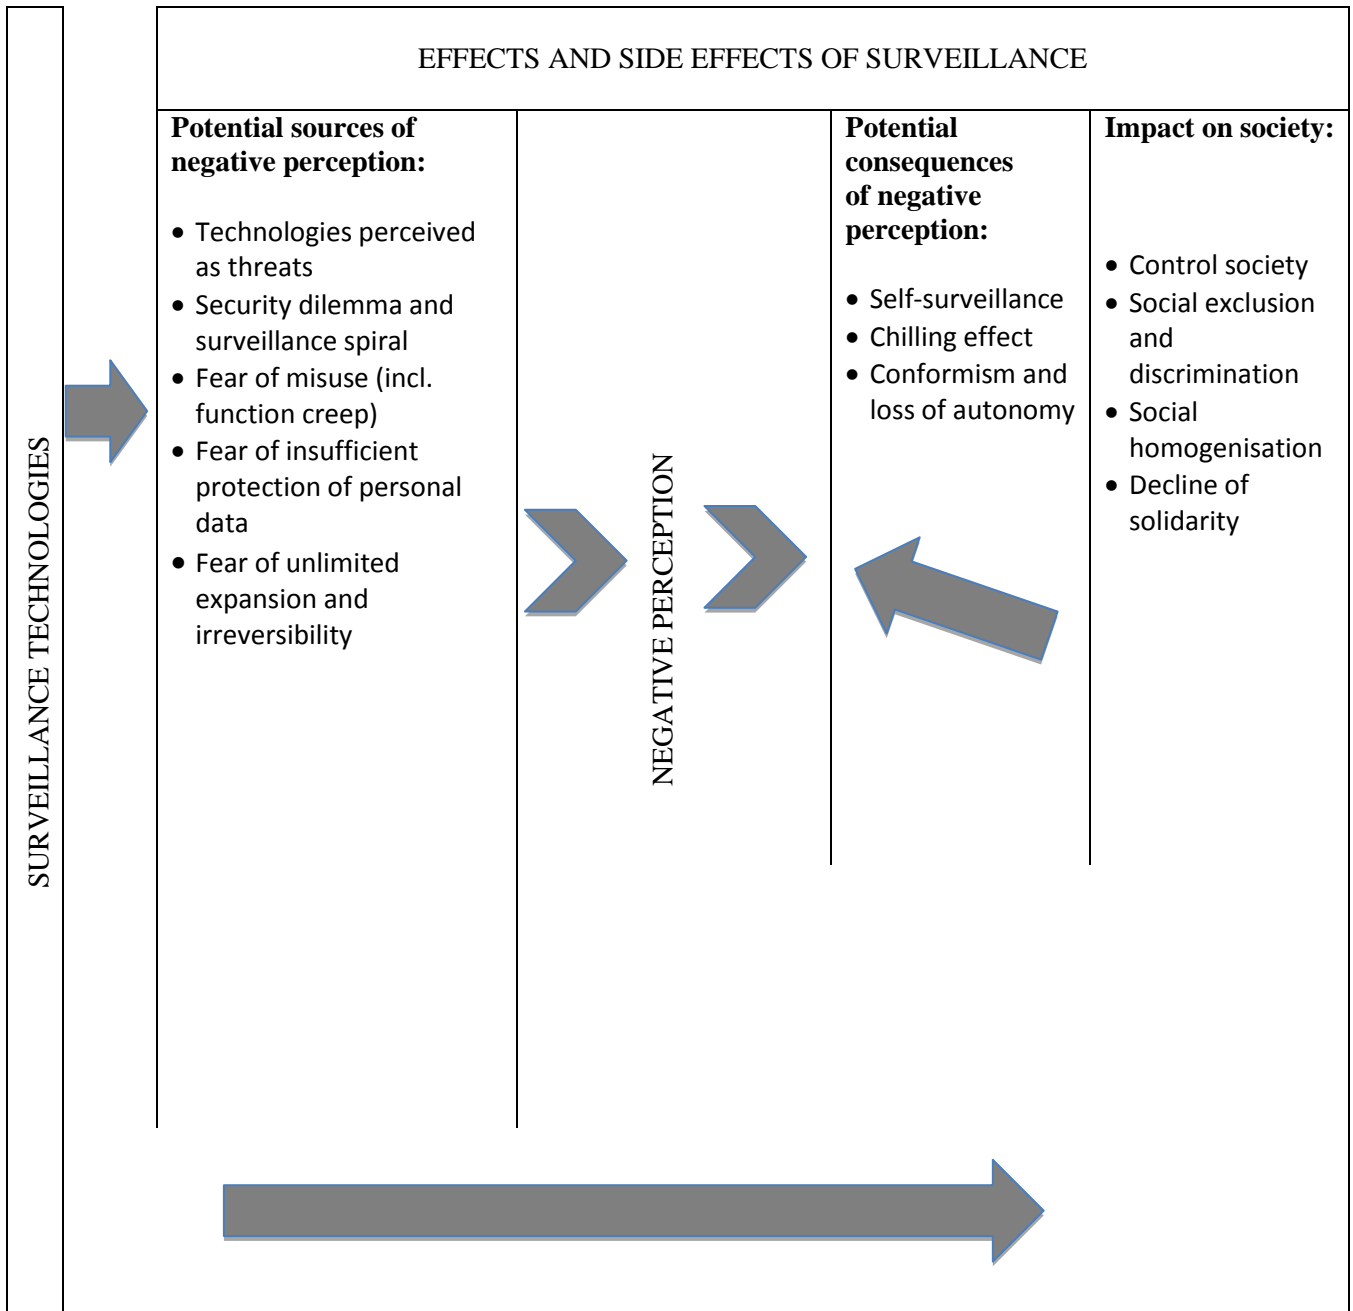 SURVEILLANCE TECHNOLOGIES
EFFECTS AND SIDE EFFECTS OF SURVEILLANCE
Potential sources of
negative perception:
• Technologies perceived
as threats
• Security dilemma and
surveillance spiral
• Fear of misuse (incl.
function creep)
• Fear of insufficient
protection of personal
data
• Fear of unlimited
expansion and
irreversibility
NEGATIVE PERCEPTION
Potential
consequences
of negative
perception:
• Self-surveillance
• Chilling effect
• Conformism and
loss of autonomy
Impact on society:
• Control society
• Social exclusion
and
discrimination
• Social
homogenisation
• Decline of
solidarity